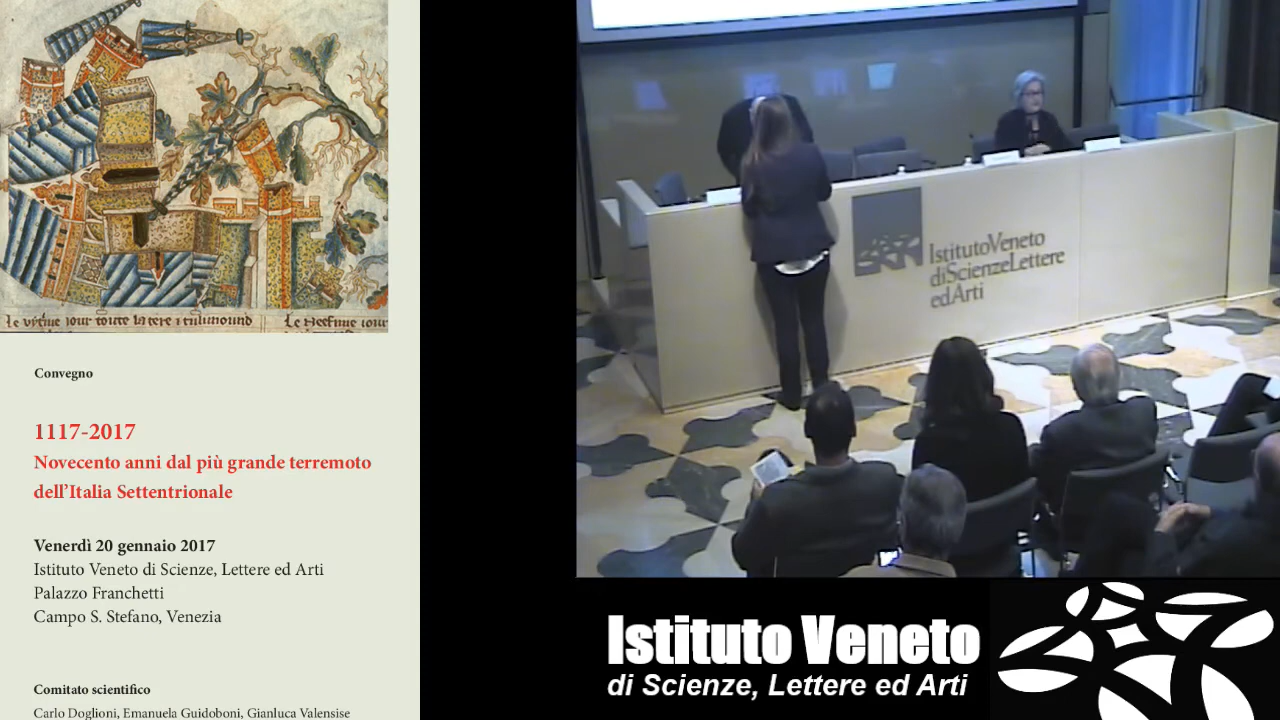 Convegno
1117-2017
Novecento anni dal più grande terremoto
dell'Italia Settentrionale
Venerdì 20 gennaio 2017
Istituto Veneto di Scienze, Lettere ed Arti
Palazzo Franchetti
Campo S. Stefano, Venezia
Comitato scientifico
Carlo Doglioni, Emanuela Guidoboni, Gianluca Valensise
IstitutoVeneto
diScienzeLettere
edArti
Istituto Veneto
di Scienze, Lettere ed Arti